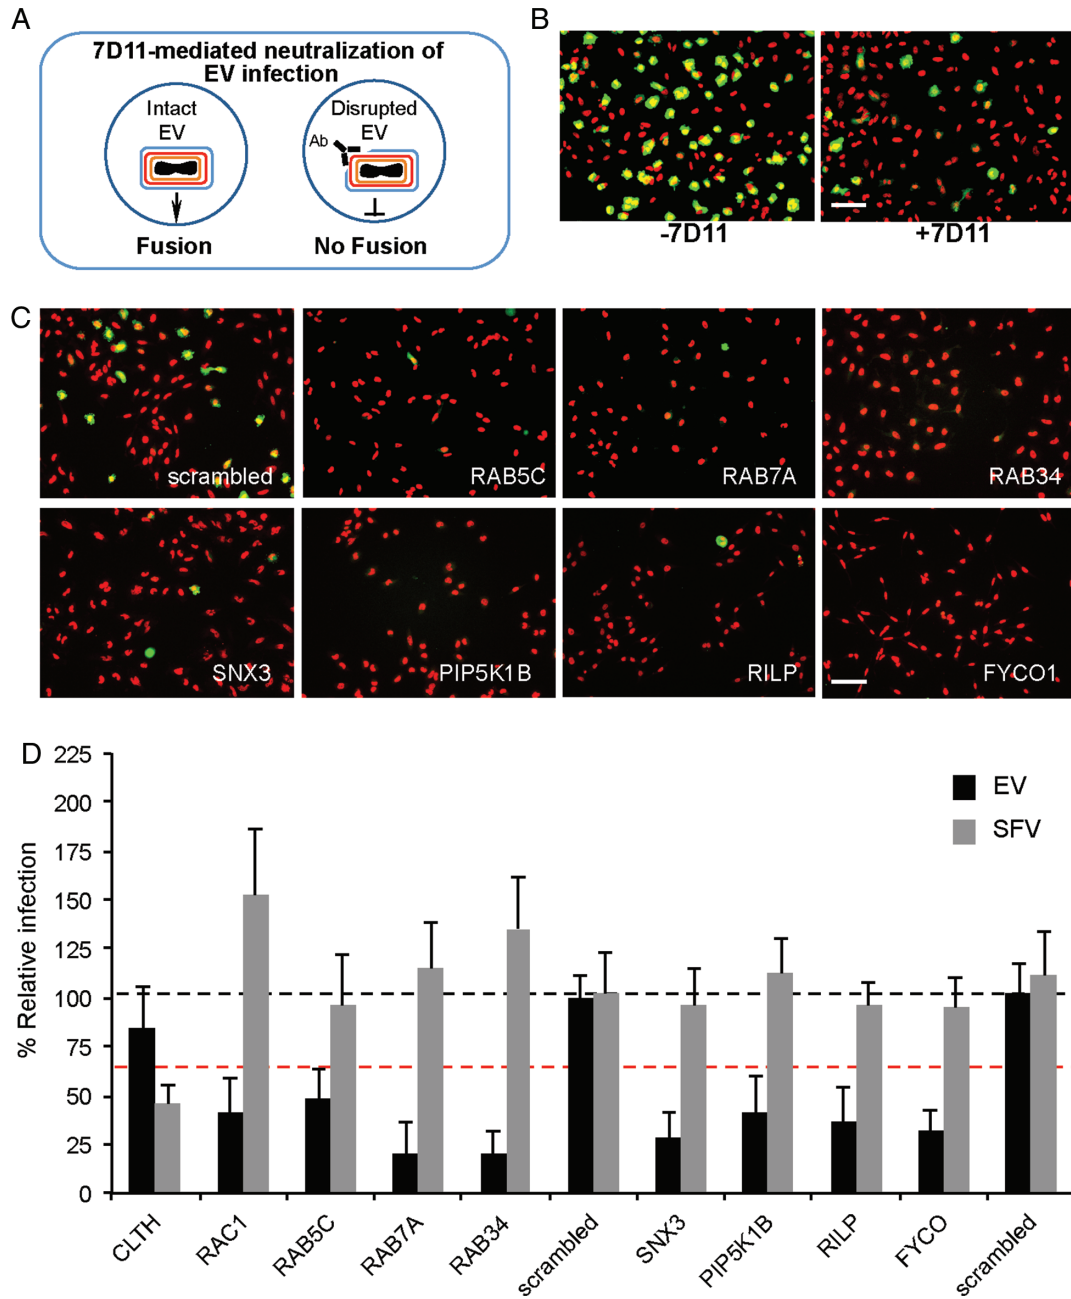 A
7D11-mediated neutralization of
EV infection
Intact
EV
Fusion
Disrupted
EV
Ab
No Fusion
B
-7D11
+7D11
C
scrambled
RAB5C
RAB7A
RAB34
SNX3
PIP5K1B
RILP
FYCO1
D
% Relative infection
225
200
175
150
125
100
75
50
25
0
EV
SFV
CLTH
RAC1
RAB5C
RAB7A
RAB34
scrambled
SNX3
PIP5K1B
RILP
FYCO
scrambled